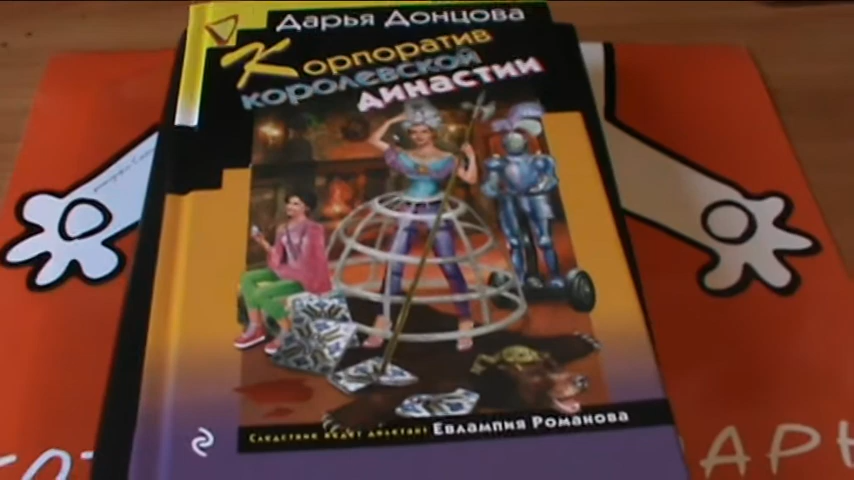 Дарья Донцова
Корпоратив
королевской
династии
Следствие ведет дилетант Евлампия Романова